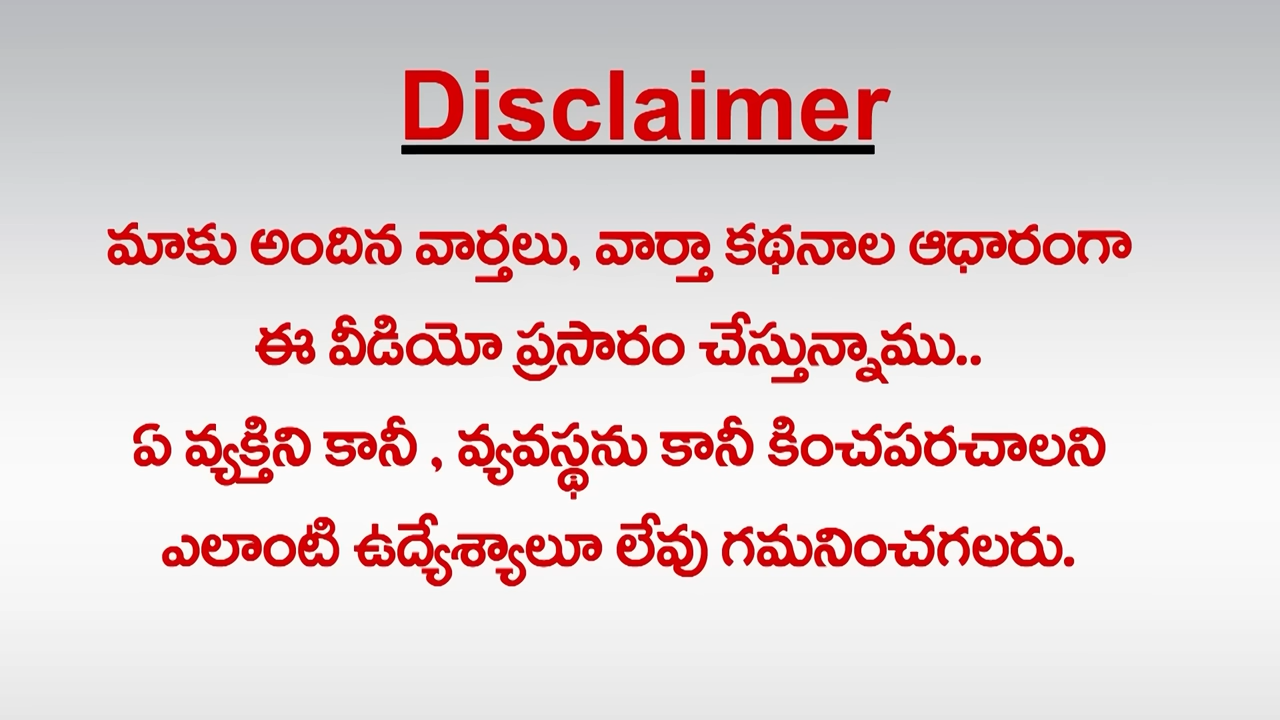 Disclaimer
మాకు అందిన వార్తలు, వార్తా కథనాల ఆధారంగా
ఈ వీడియో ప్రసారం చేస్తున్నాము..
ఏ వ్యక్తిని కానీ , వ్యవస్థను కానీ కించపరచాలని
ఎలాంటి ఉద్యేశ్యాలూ లేవు గమనించగలరు.